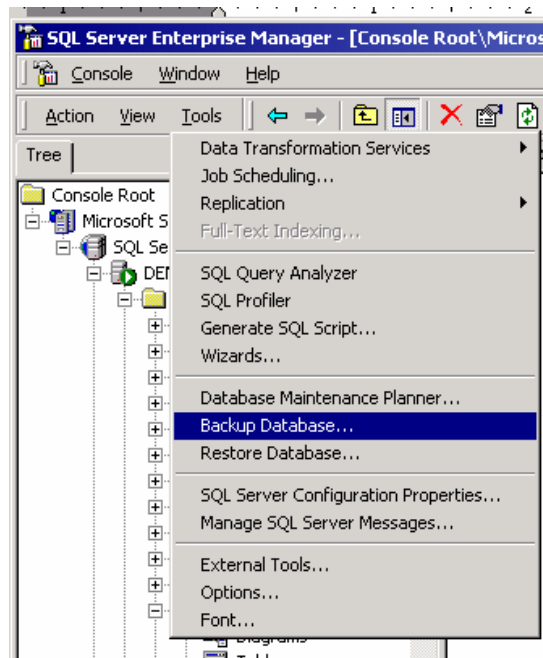 SQL Server Enterprise Manager - [Console Root\Micros
Console Window Help
Action View Tools
Tree
Console Root
Microsoft S
SQL Se
DEM
Data Transformation Services
Job Scheduling...
Replication
Full-Text Indexing...
SQL Query Analyzer
SQL Profiler
Generate SQL Script...
Wizards...
Database Maintenance Planner...
Backup Database...
Restore Database...
SQL Server Configuration Properties...
Manage SQL Server Messages...
External Tools...
Options...
Font...
Diagrams